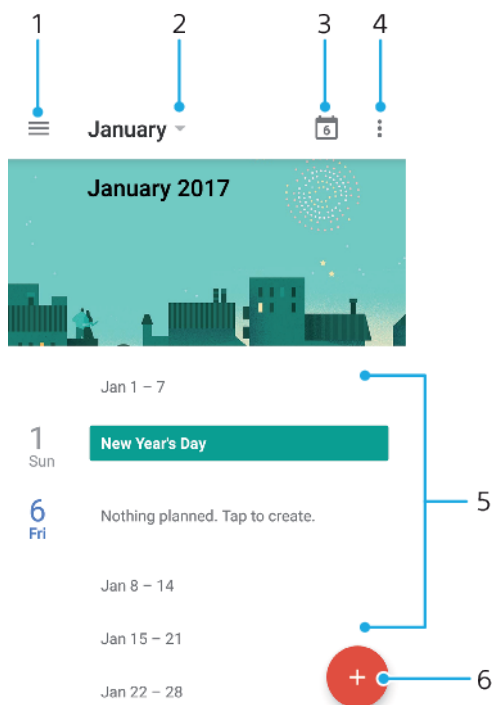 1 2 3 4
January 6
January 2017
Jan 1 – 7
1 New Year's Day
Sun
5
6 Nothing planned. Tap to create.
Fri
Jan 8 – 14
Jan 15 – 21
+ 6
Jan 22 – 28